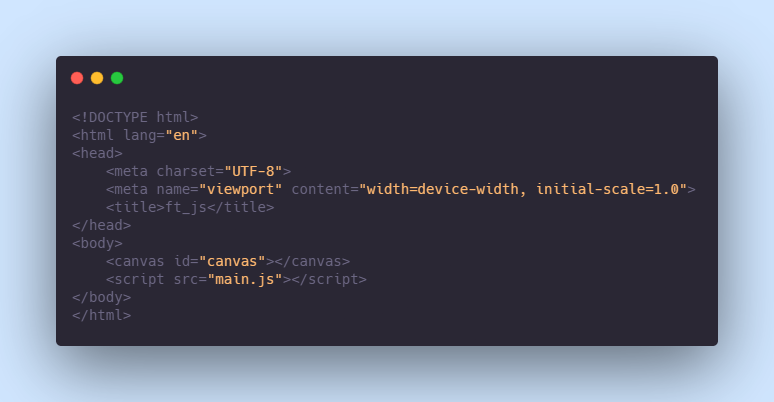 <!DOCTYPE html>
<html lang="en">
<head>
    <meta charset="UTF-8">
    <meta name="viewport" content="width=device-width, initial-scale=1.0">
    <title>ft_js</title>
</head>
<body>
    <canvas id="canvas"></canvas>
    <script src="main.js"></script>
</body>
</html>